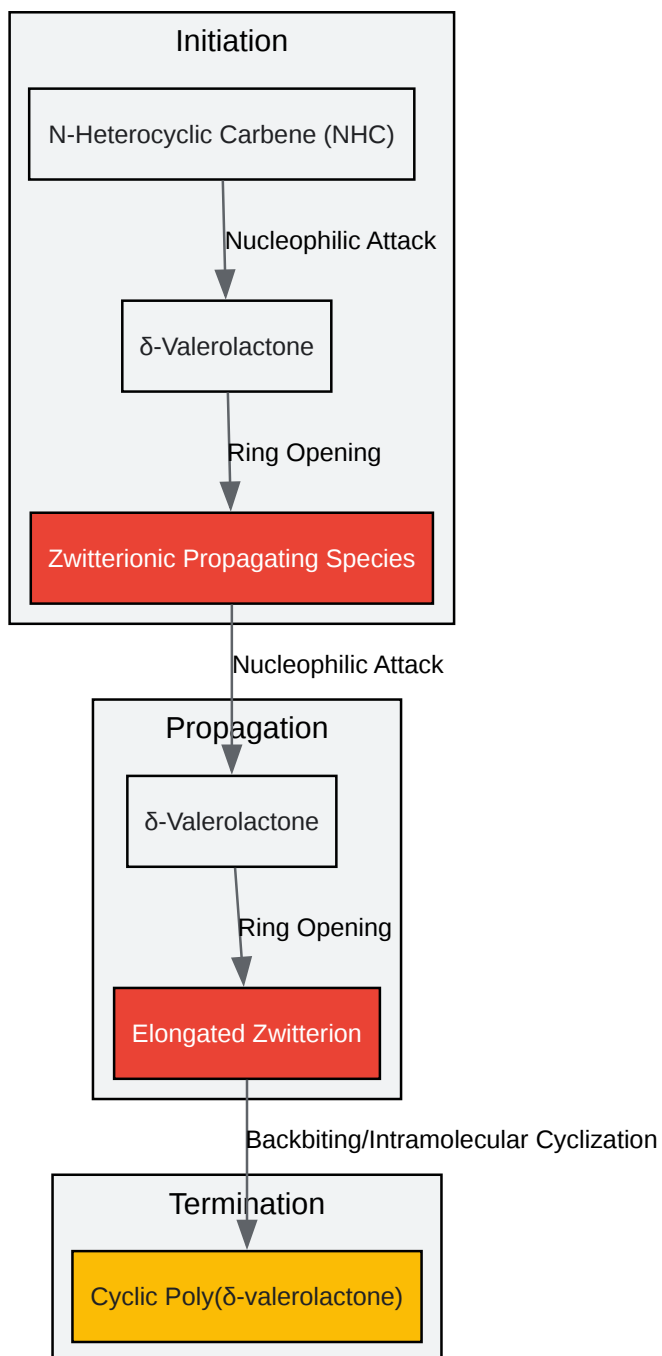 Initiation
N-Heterocyclic Carbene (NHC)
Nucleophilic Attack
δ-Valerolactone
Ring Opening
Zwitterionic Propagating Species
Nucleophilic Attack
Propagation
δ-Valerolactone
Ring Opening
Elongated Zwitterion
Backbiting/Intramolecular Cyclization
Termination
Cyclic Poly(δ-valerolactone)